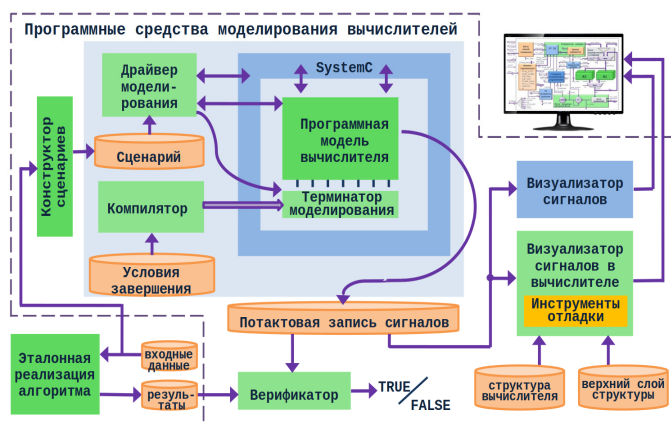 Программные средства моделирования вычислителей
SystemC
Драйвер
модели-
рования
Конструктор
сценариев
Сценарий
Программная
модель
вычислителя
Компилятор
Терминатор
моделирования
Условия
завершения
Визуализатор
сигналов
Визуализатор
сигналов в
вычислителе
Инструменты
отладки
Потактовая запись сигналов
Эталонная
реализация
алгоритма
входные
данные
резуль-
таты
Верификатор
TRUE
FALSE
структура
вычислителя
верхний слой
структуры